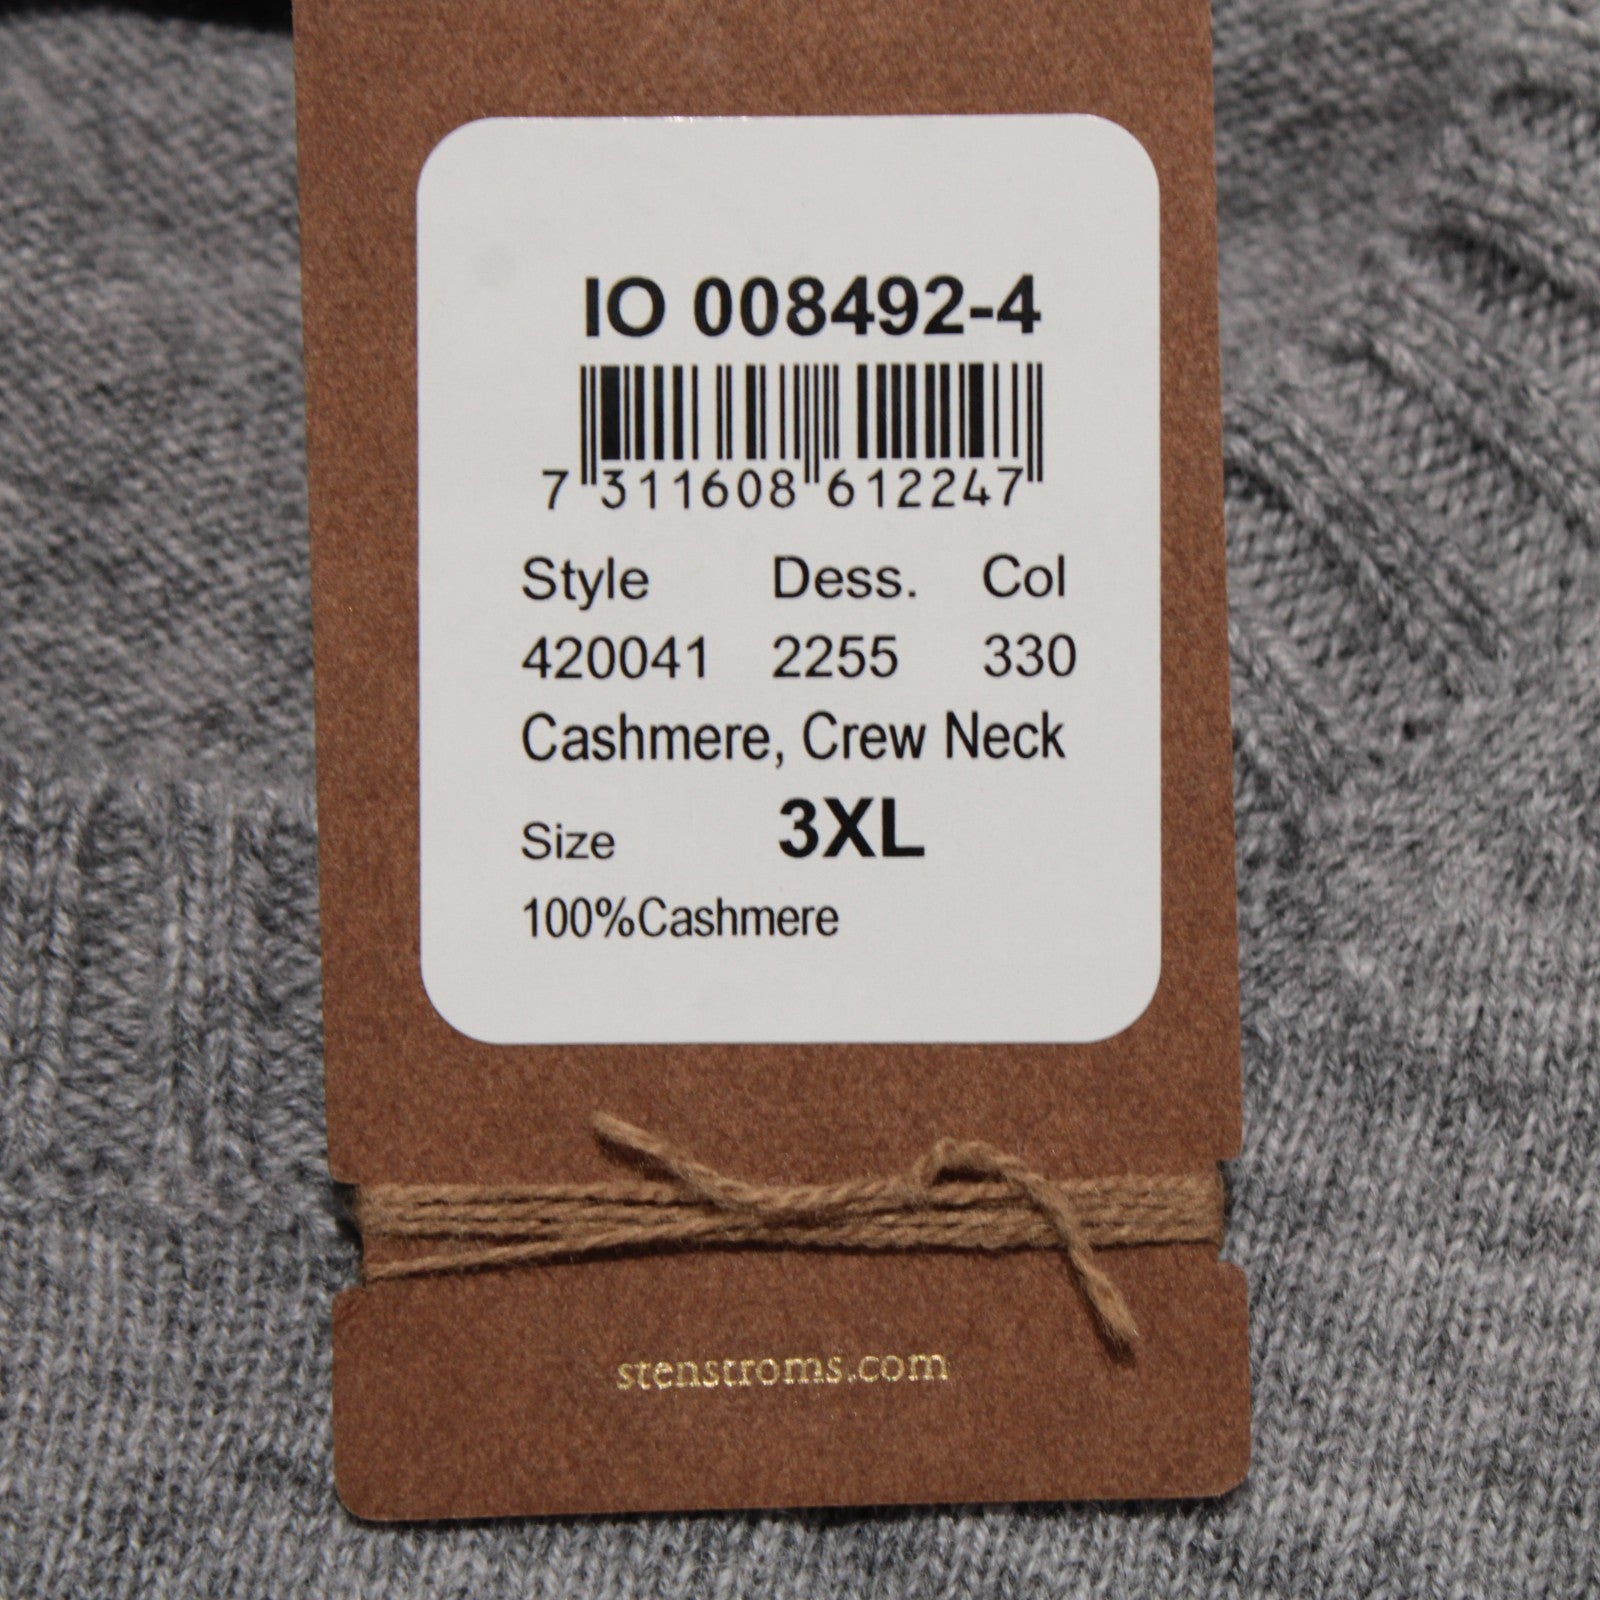 IO 008492-4
7 311608 612247
Style Dess. Col
420041 2255 330
Cashmere, Crew Neck
Size 3XL
100%Cashmere
stenstroms.com